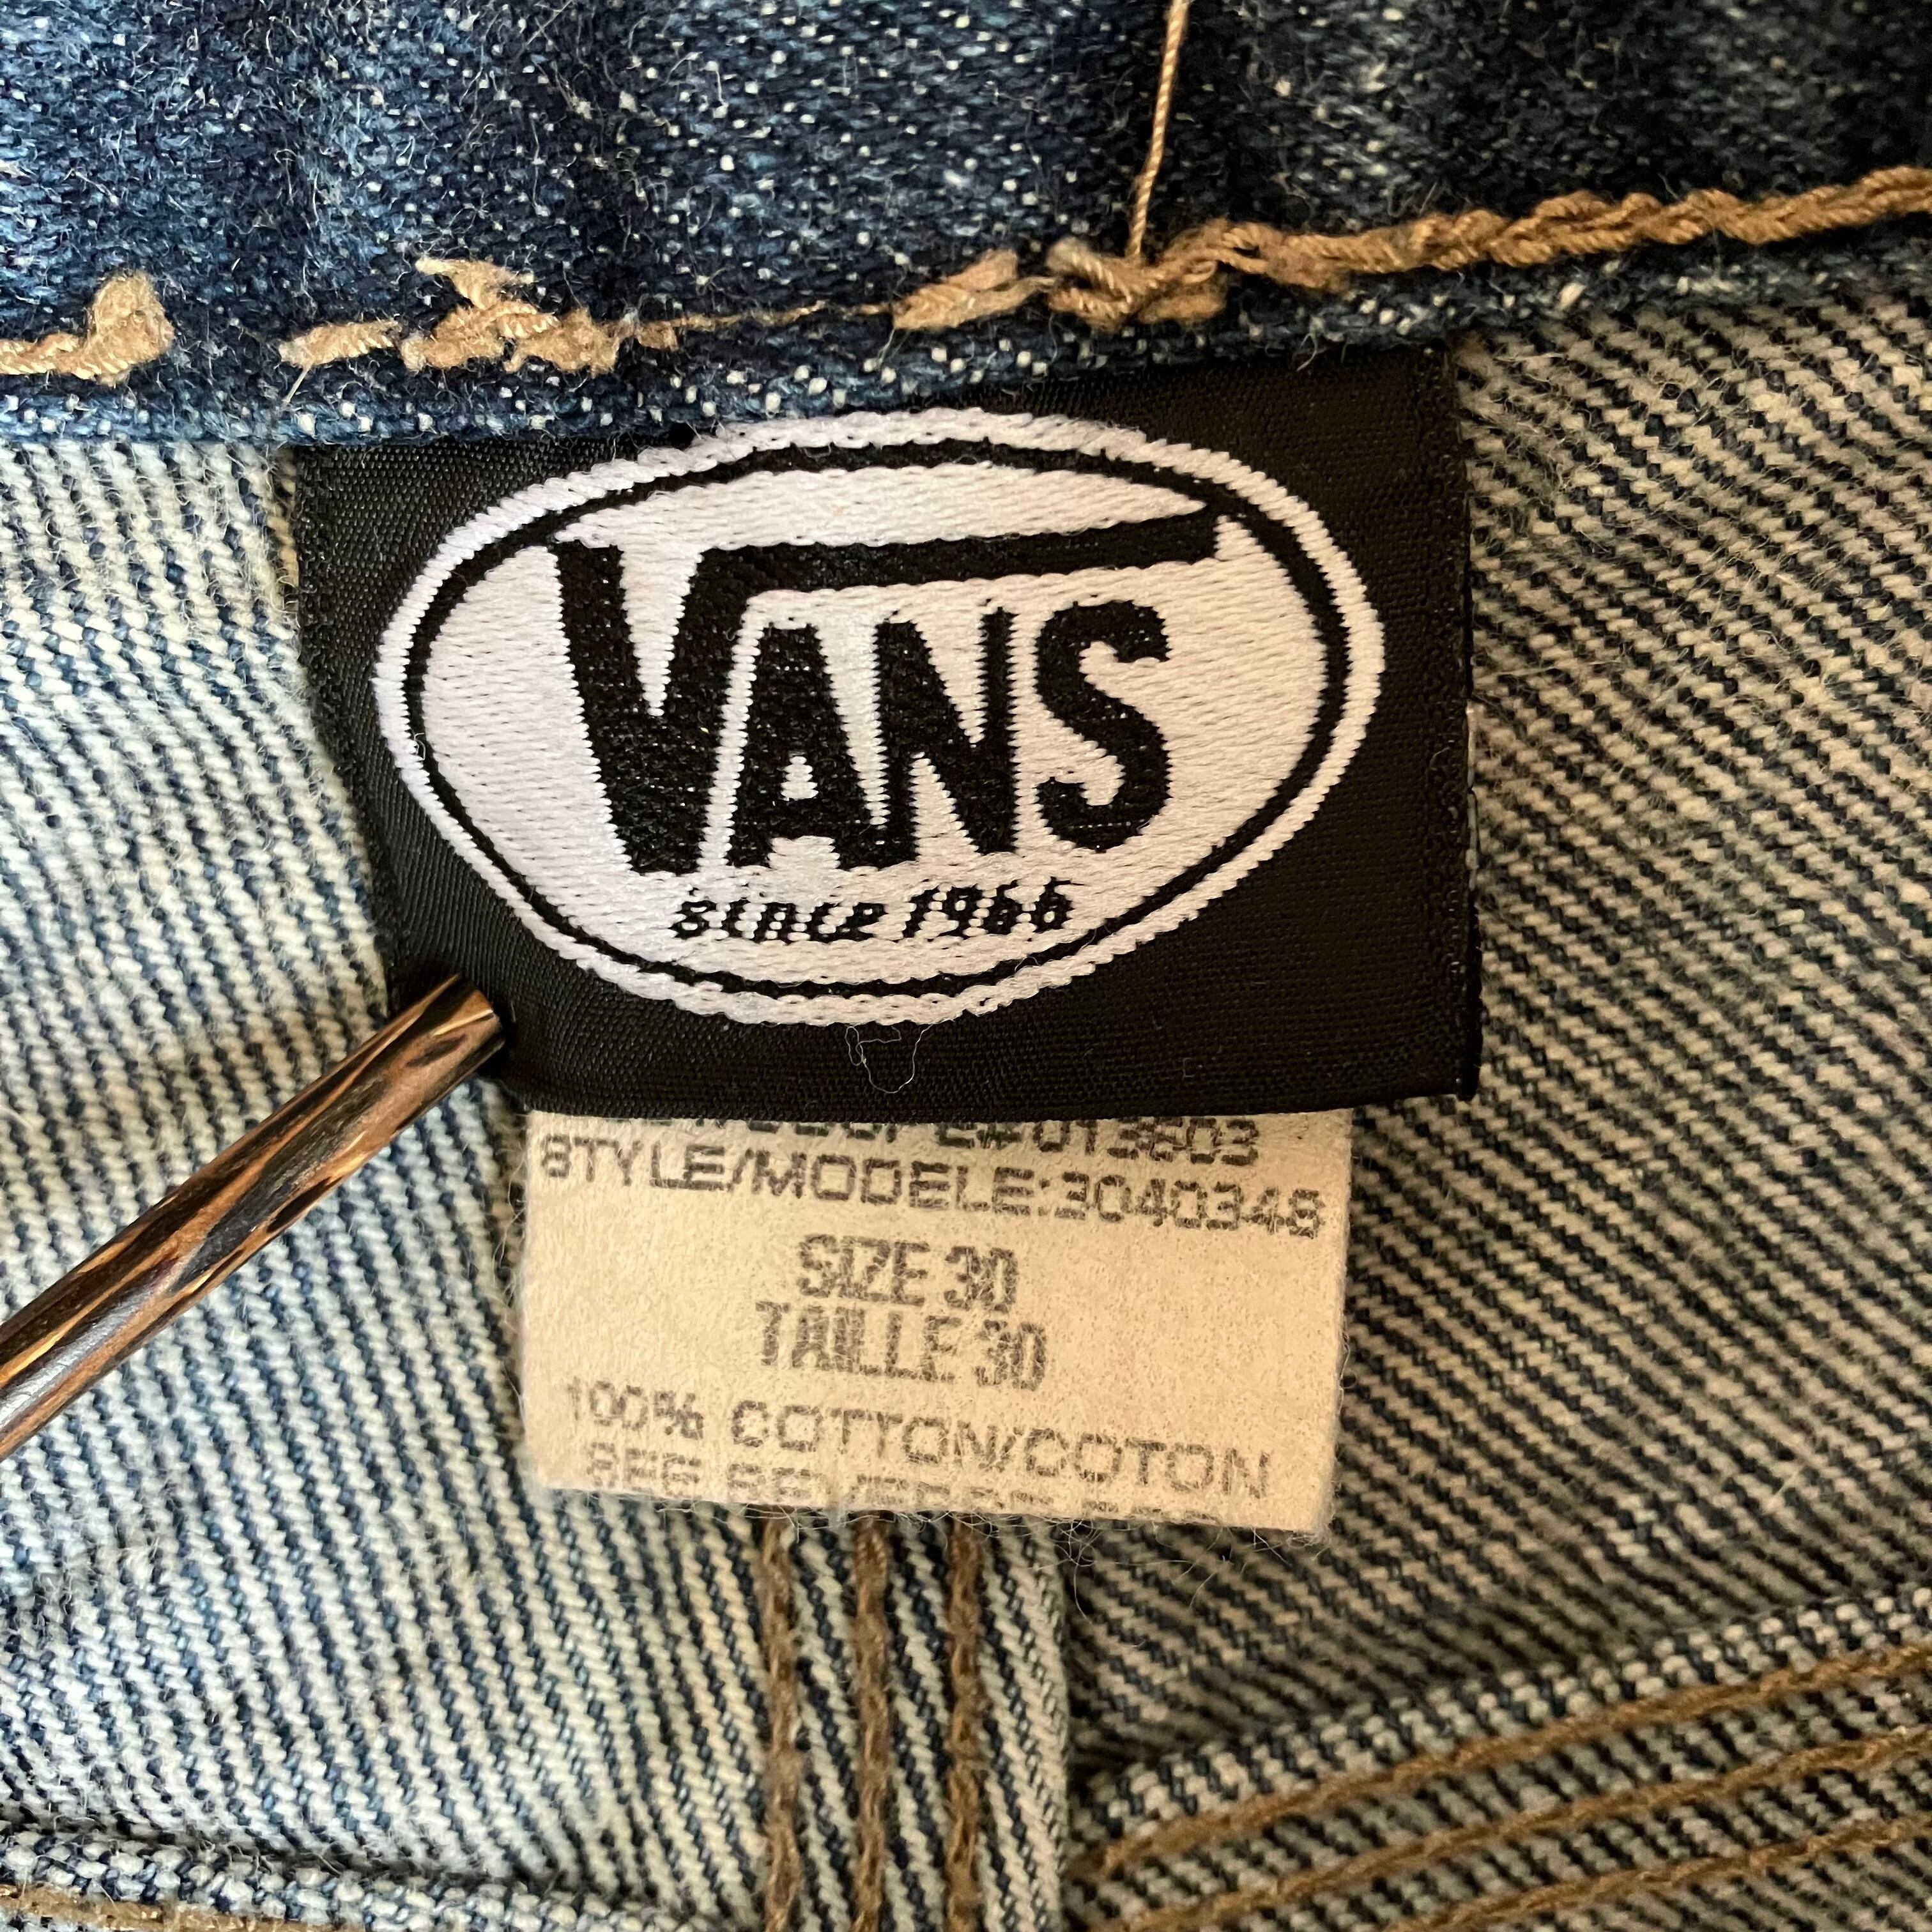 VANS
since 1966
STYLE/MODELE:3040348
SIZE 30
TAILLE 30
100% COTTON/COTON